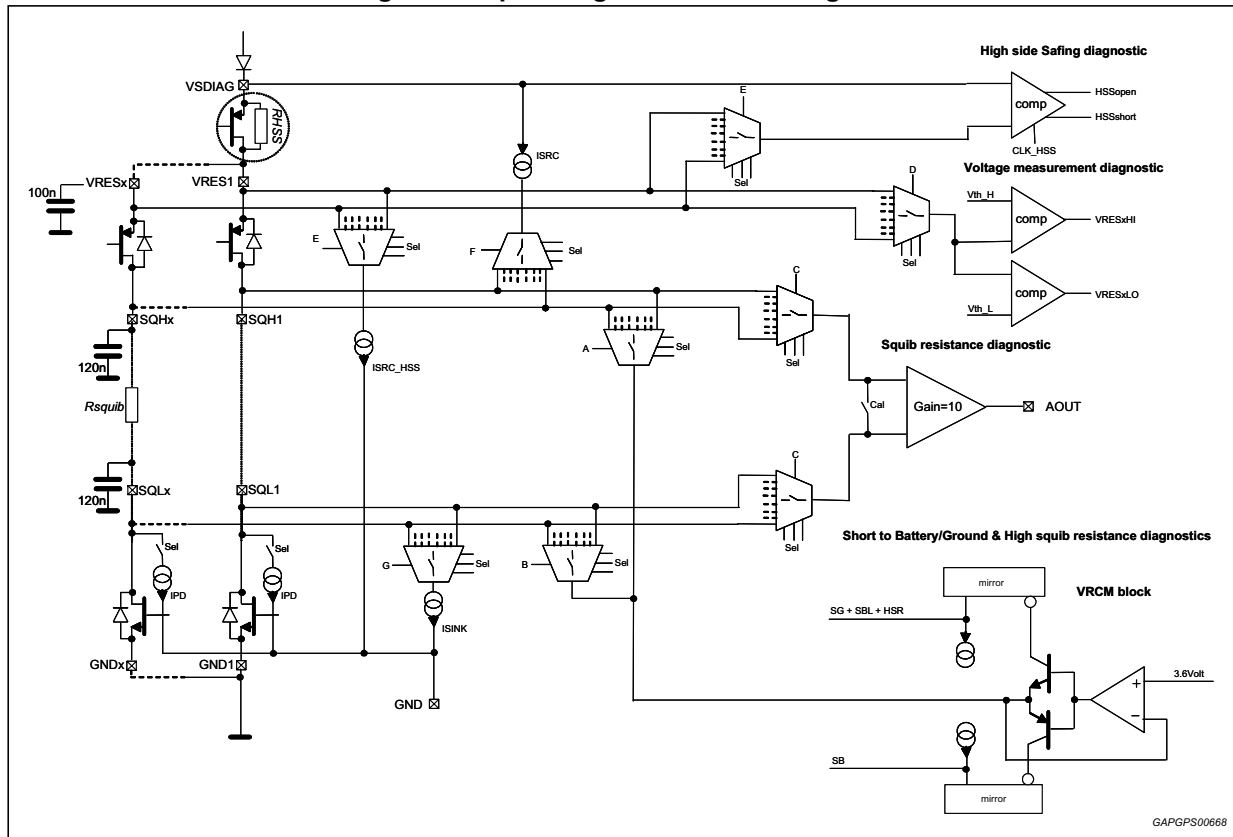 High side Safing diagnostic
VSDIAG
RHSS
E
comp
HSSopen
HSSshort
CLK_HSS
ISRC
Sel
VRESx
VRES1
100n
Voltage measurement diagnostic
D
Vth_H
comp
VRESxHI
E
Sel
F
Sel
Sel
comp
VRESxLO
Vth_L
C
SQHx
SQH1
A
Sel
Sel
Squib resistance diagnostic
120n
ISRC_HSS
Rsquib
Cal
Gain=10
AOUT
C
120n
SQLx
SQL1
Sel
Short to Battery/Ground & High squib resistance diagnostics
Sel
Sel
G
Sel
B
Sel
mirror
VRCM block
IPD
IPD
ISINK
SG + SBL + HSR
GNDx
GND1
3.6Volt
GND
+
-
SB
mirror
GAPGPS00668